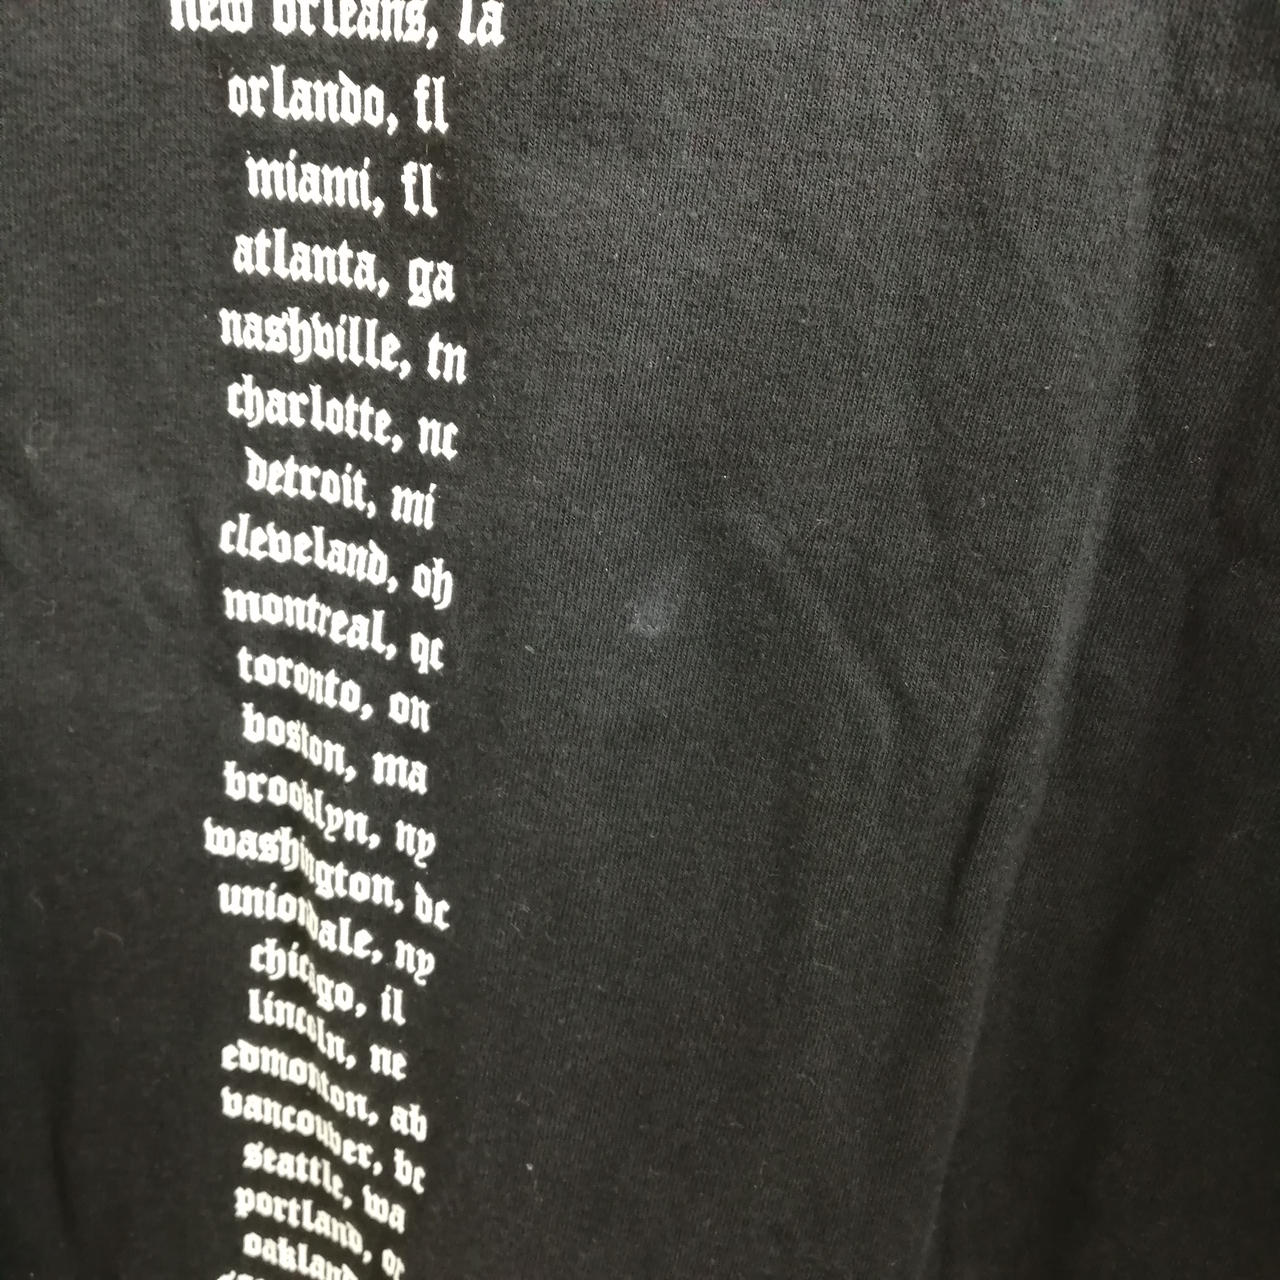 new orleans, la
orlando, fl
miami, fl
atlanta, ga
nashville, tn
charlotte, nc
detroit, mi
cleveland, oh
montreal, qc
toronto, on
boston, ma
brooklyn, ny
washington, dc
uniondale, ny
chicago, il
lincoln, ne
edmonton, ab
vancouver, bc
seattle, wa
portland, or
oakland